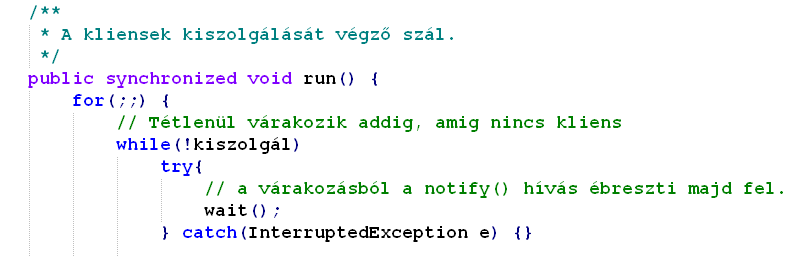 /**
 * A kliensek kiszolgálását végző szál.
 */
public synchronized void run() {
    for(;;) {
        // Tétlenül várakozik addig, amig nincs kliens
        while(!kiszolgál)
            try{
                // a várakozásból a notify() hívás ébreszti majd fel.
                wait();
            } catch(InterruptedException e) {}